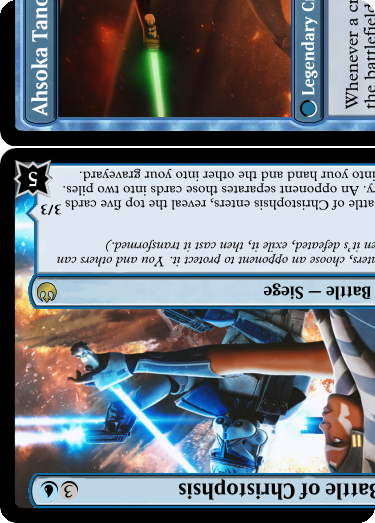 Ahsoka Tano
Legendary
Whenever a
the battlefield
Battle of Christophsis
3
Battle — Siege
enters, choose an opponent to protect it. You and others can
it's defeated, exile it, then cast it transformed.)
of Christophsis enters, reveal the top five cards
An opponent separates those cards into two piles.
into your hand and the other into your graveyard.
3/3
5